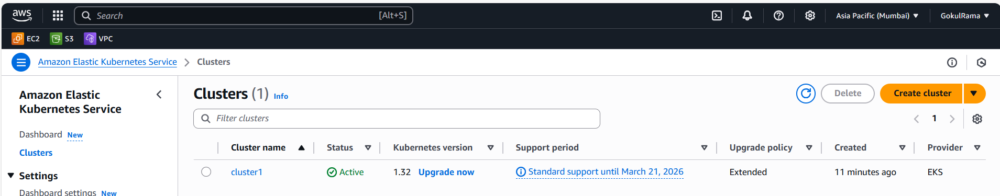 aws
Search [Alt+S]
Asia Pacific (Mumbai) ▼ GokulRama ▼
EC2 S3 VPC
Amazon Elastic Kubernetes Service > Clusters
Amazon Elastic
Kubernetes Service
Dashboard New
Clusters
Settings
Dashboard settings New
Clusters (1) Info
Delete
Create cluster
Filter clusters
1
Cluster name Status Kubernetes version Support period Upgrade policy Created Provider
cluster1 Active 1.32 Upgrade now Standard support until March 21, 2026 Extended 11 minutes ago EKS